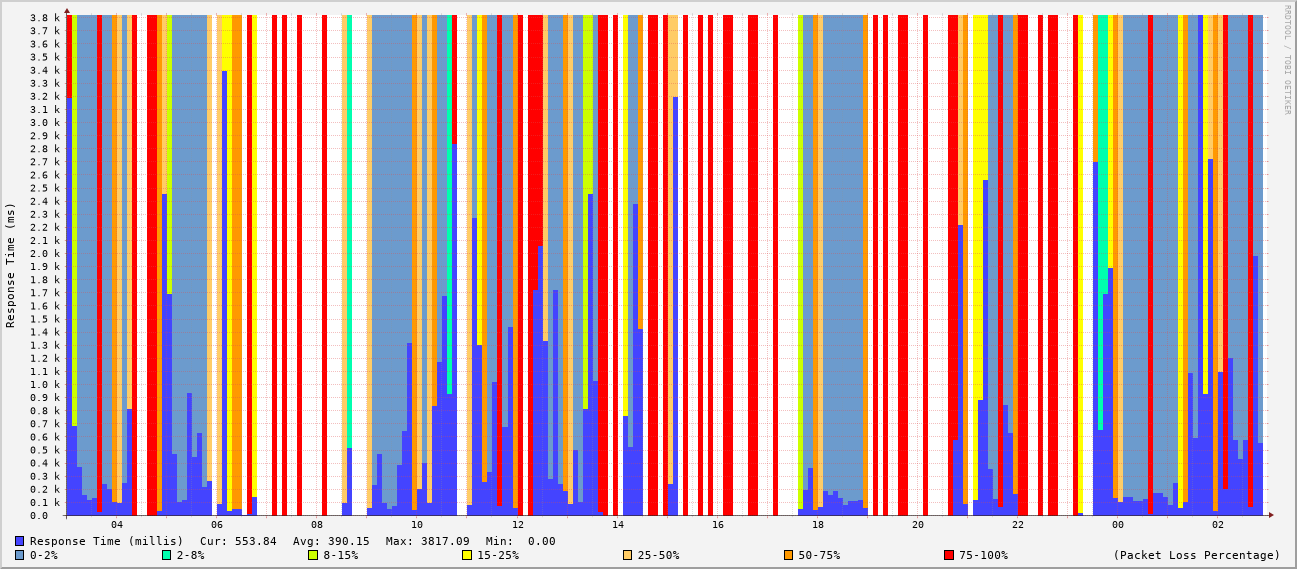 RRDTOOL / TOBI OETIKER
Response Time (ms)
3.8 k
3.7 k
3.6 k
3.5 k
3.4 k
3.3 k
3.2 k
3.1 k
3.0 k
2.9 k
2.8 k
2.7 k
2.6 k
2.5 k
2.4 k
2.3 k
2.2 k
2.1 k
2.0 k
1.9 k
1.8 k
1.7 k
1.6 k
1.5 k
1.4 k
1.3 k
1.2 k
1.1 k
1.0 k
0.9 k
0.8 k
0.7 k
0.6 k
0.5 k
0.4 k
0.3 k
0.2 k
0.1 k
0.0
04 06 08 10 12 14 16 18 20 22 00 02
Response Time (millis) Cur: 553.84 Avg: 390.15 Max: 3817.09 Min: 0.00
0-2% 2-8% 8-15% 15-25% 25-50% 50-75% 75-100% (Packet Loss Percentage)